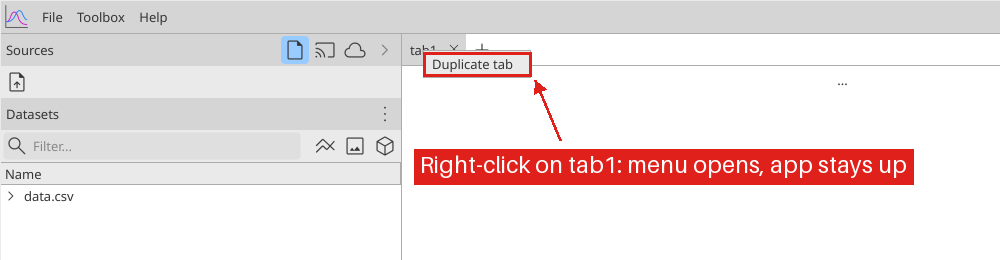 File Toolbox Help
Sources
tab1
Duplicate tab
...
Datasets
Right-click on tab1: menu opens, app stays up
Filter...
Name
data.csv